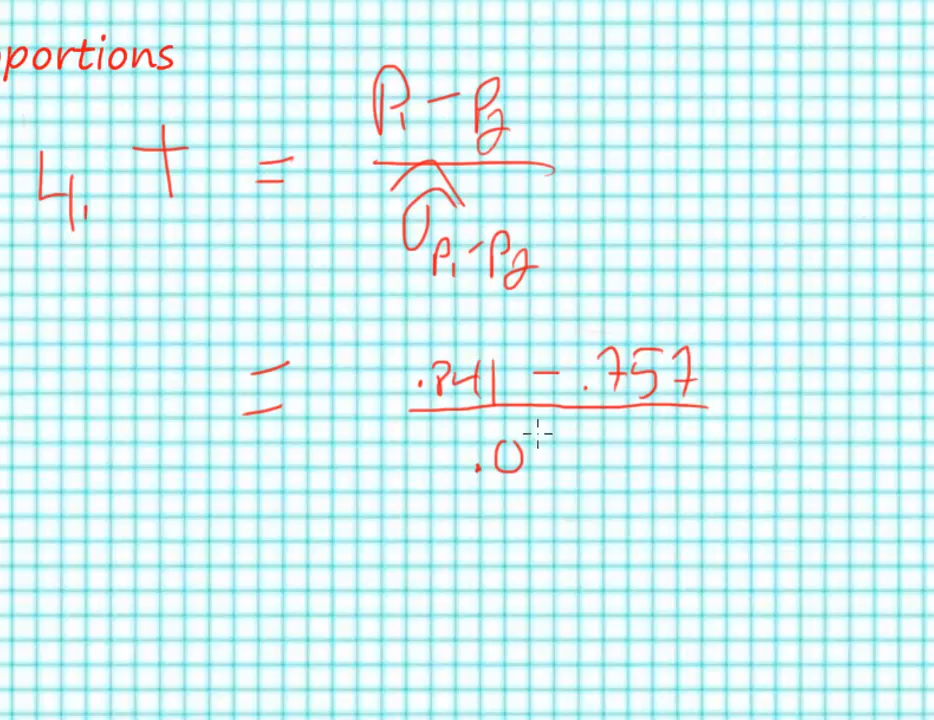 portions
4. T = P₁ - P₂
σ̂ P₁-P₂
= .841 - .757
.0